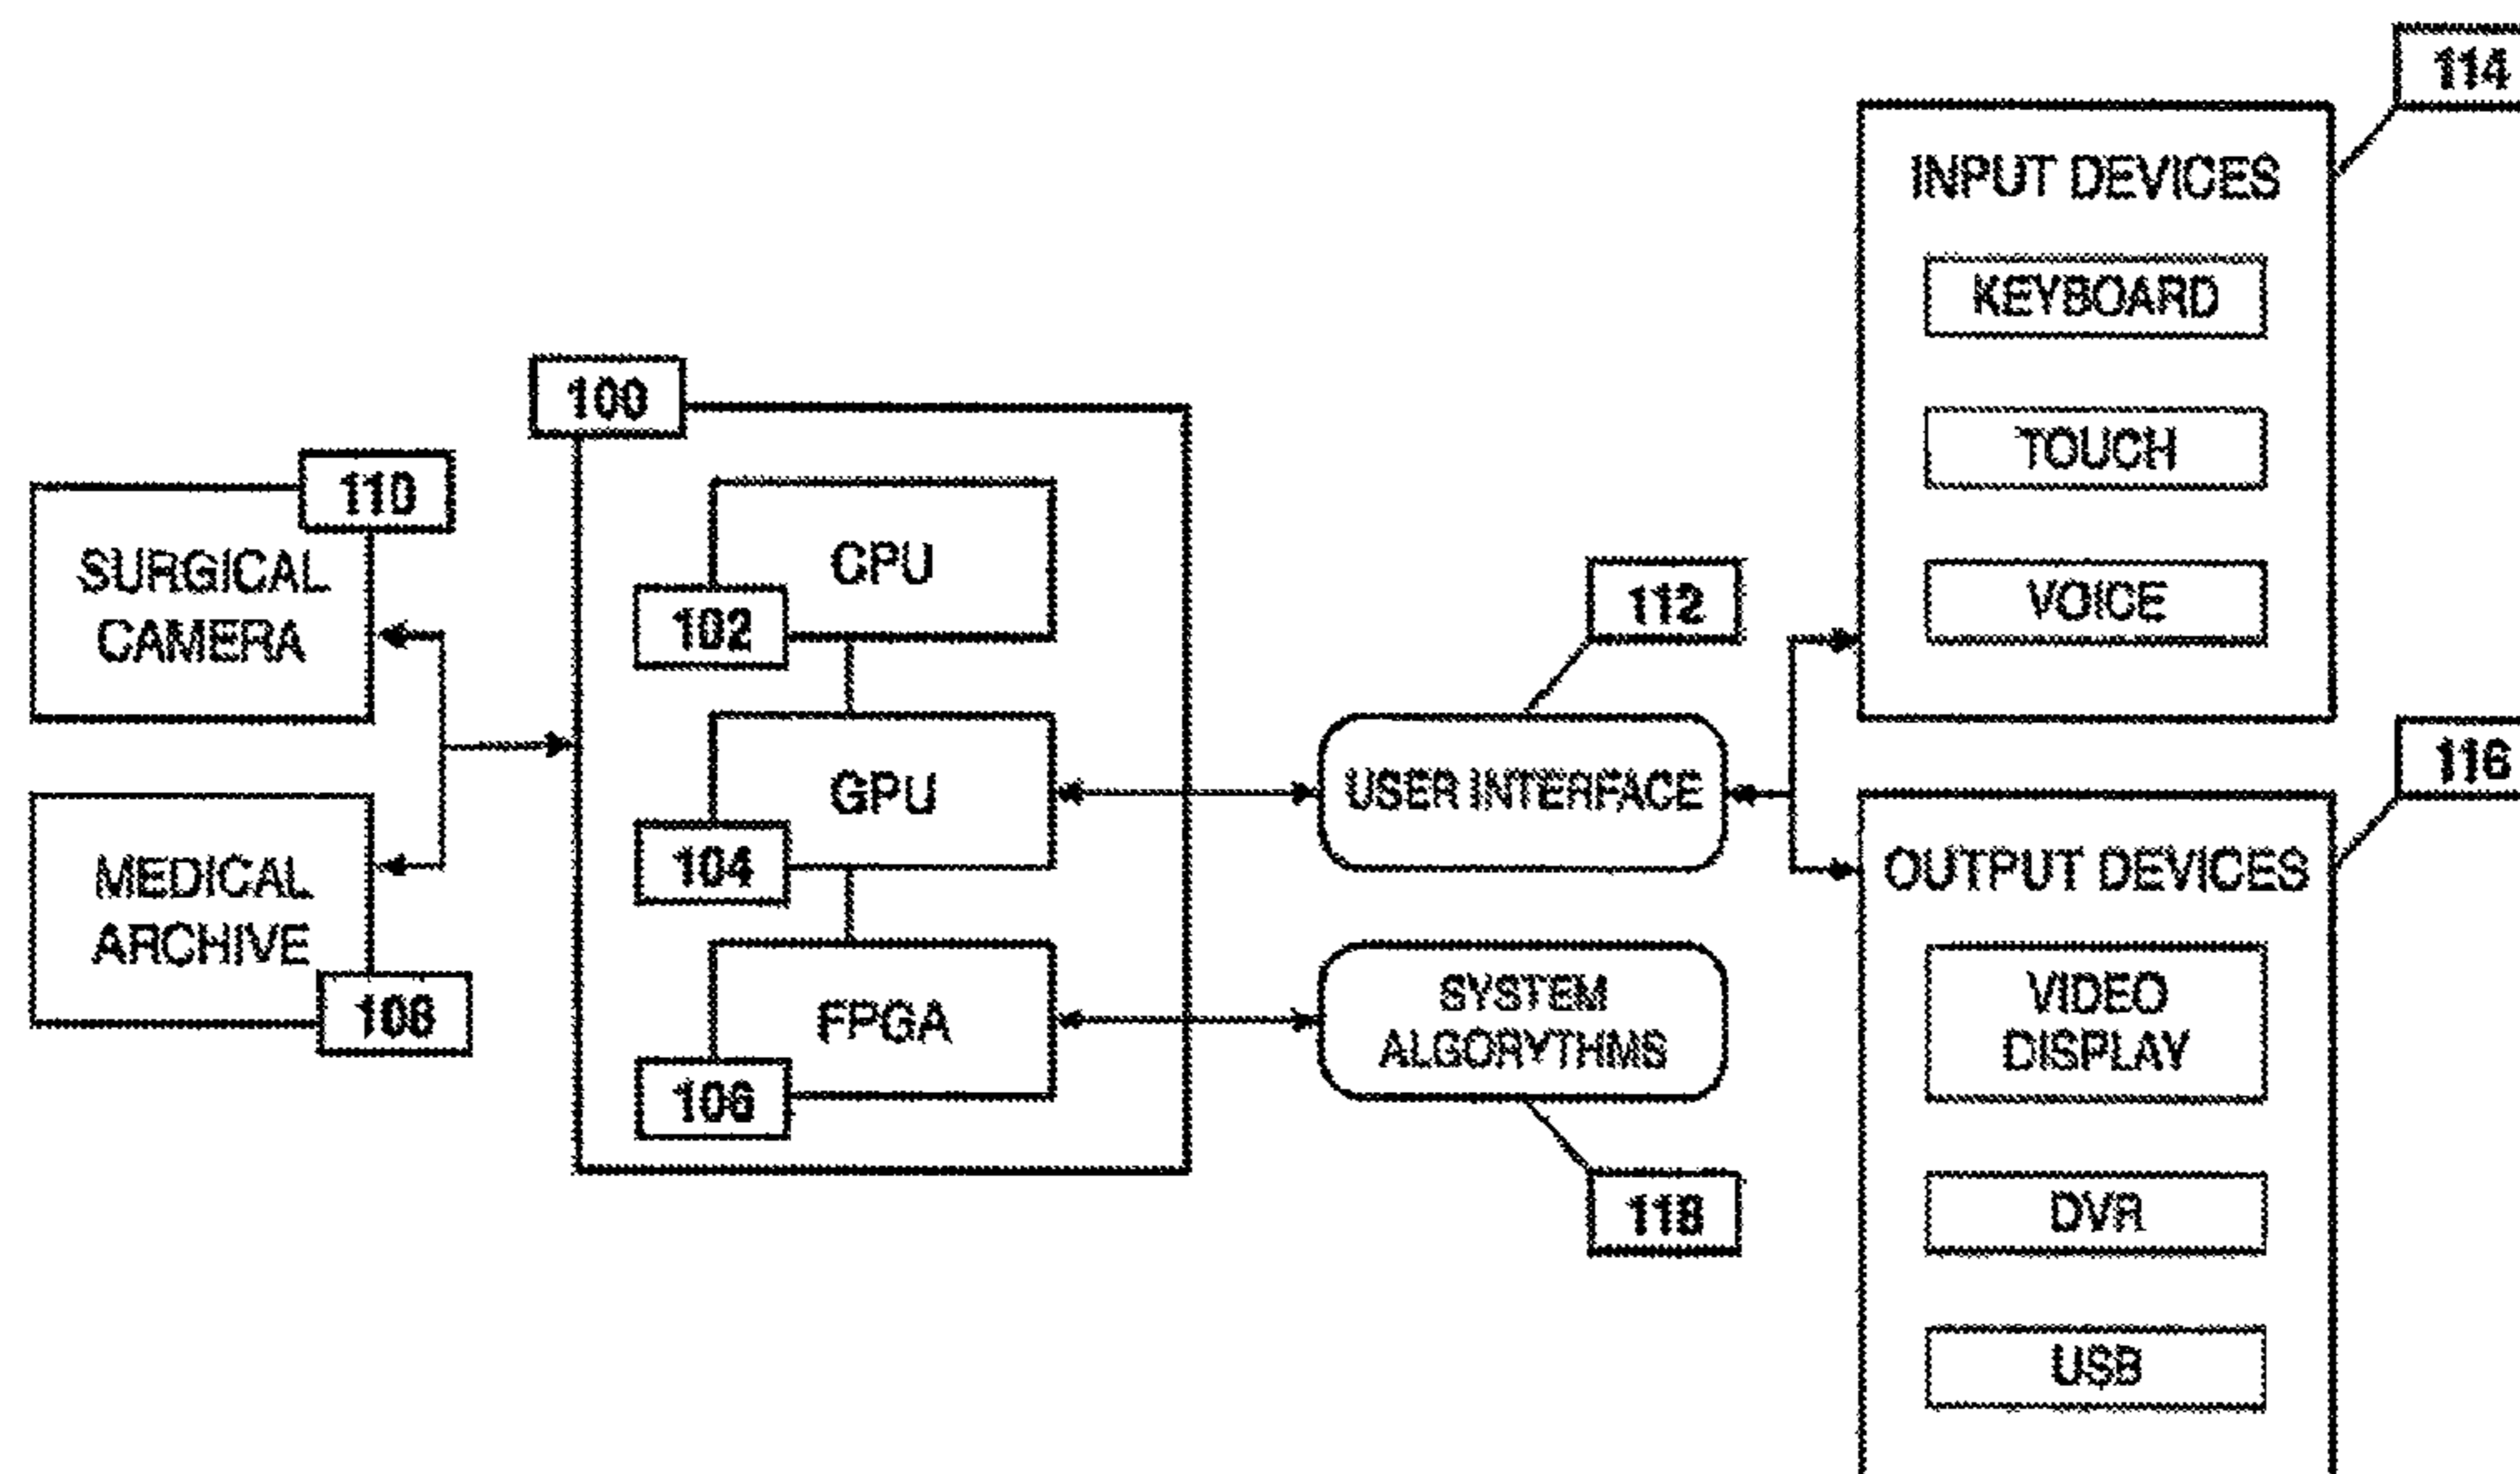 114
INPUT DEVICES
KEYBOARD
TOUCH
VOICE
100
110
SURGICAL
CAMERA
CPU
102
112
GPU
104
USER INTERFACE
116
MEDICAL
ARCHIVE
108
FPGA
106
SYSTEM
ALGORYTHMS
118
OUTPUT DEVICES
VIDEO
DISPLAY
DVR
USB